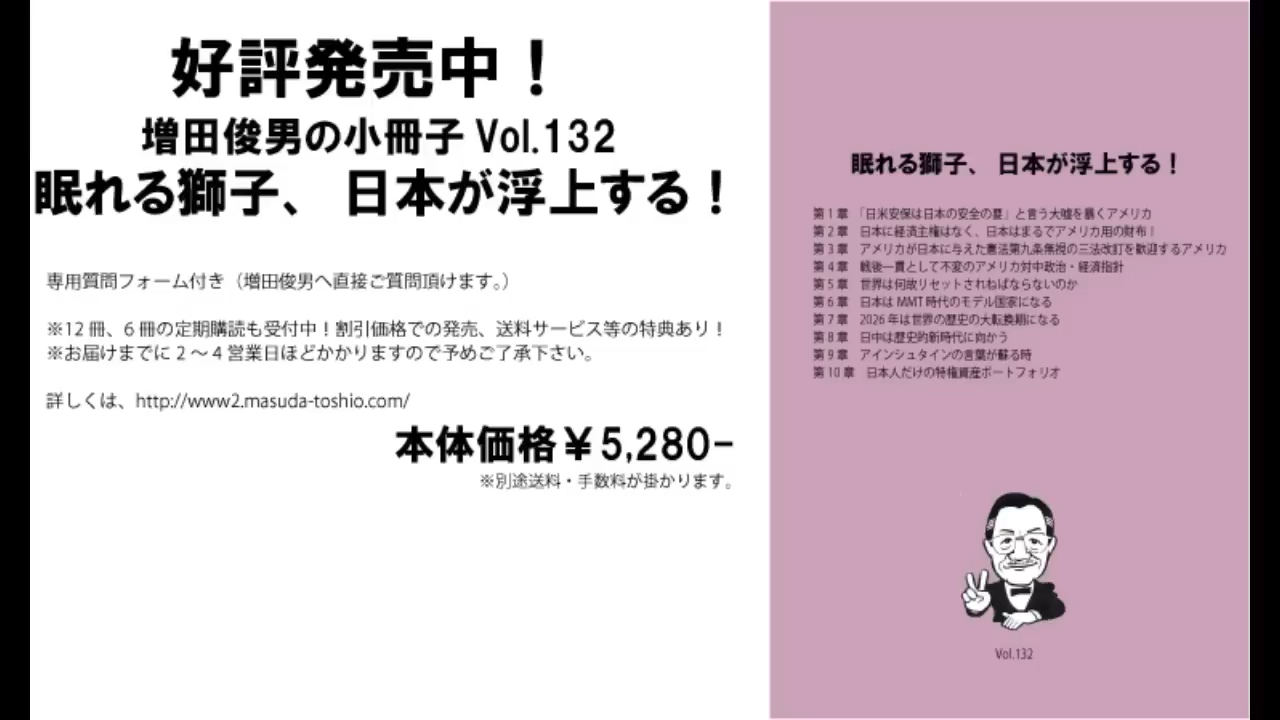 好評発売中！
増田俊男の小冊子 Vol.132
眠れる獅子、 日本が浮上する！
専用質問フォーム付き（増田俊男へ直接ご質問頂けます。）
※12 冊、6 冊の定期購読も受付中！割引価格での発売、送料サービス等の特典あり！
※お届けまでに 2 〜 4 営業日ほどかかりますので予めご了承下さい。
詳しくは、http://www2.masuda-toshio.com/
本体価格￥5,280−
※別途送料・手数料が掛かります。
眠れる獅子、 日本が浮上する！
第 1 章 「日米安保は日本の安全の要」と言う大嘘を暴くアメリカ
第 2 章 日本に経済主権はなく、日本はまるでアメリカ用の財布！
第 3 章 アメリカが日本に与えた憲法第九条無視の三法改訂を歓迎するアメリカ
第 4 章 戦後一貫として不変のアメリカ対中政治・経済指針
第 5 章 世界は何故リセットされねばならないのか
第 6 章 日本は MMT 時代のモデル国家になる
第 7 章 2026 年は世界の歴史の大転換期になる
第 8 章 日中は歴史的新時代に向かう
第 9 章 アインシュタインの言葉が蘇る時
第 10 章 日本人だけの特権資産ポートフォリオ
Vol.132